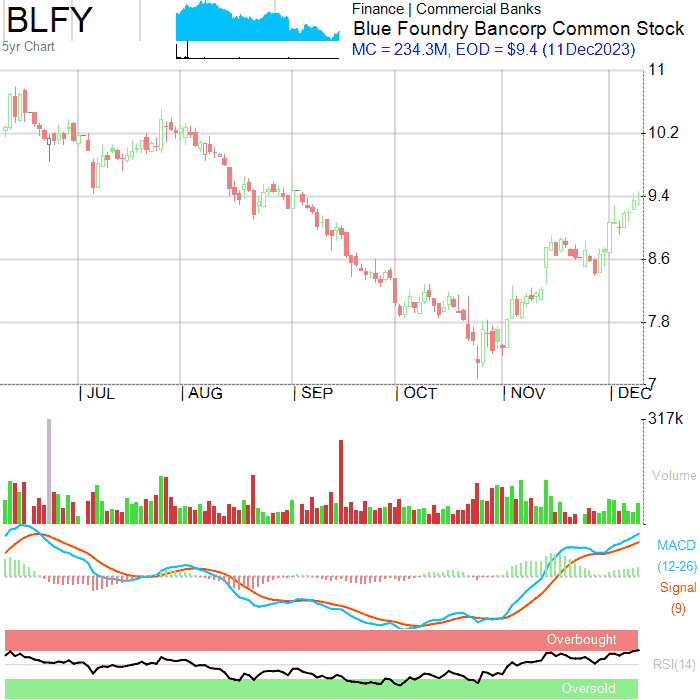 BLFY
5yr Chart
Finance | Commercial Banks
Blue Foundry Bancorp Common Stock
MC = 234.3M, EOD = $9.4 (11Dec2023)
11
10.2
9.4
8.6
7.8
7
| JUL | AUG | SEP | OCT | NOV | DEC
317k
Volume
MACD
(12-26)
Signal
(9)
Overbought
RSI(14)
Oversold